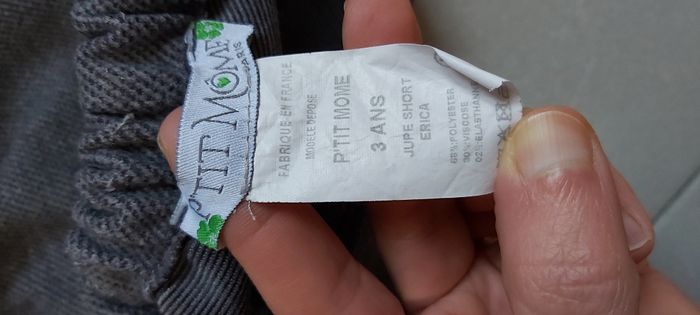 P'TIT MOME
PARIS
FABRIQUE EN FRANCE
MODELE DEPOSE
P'TIT MOME
3 ANS
JUPE SHORT
ERICA
68%POLYESTER
30%VISCOSE
02%ELASTHANNE